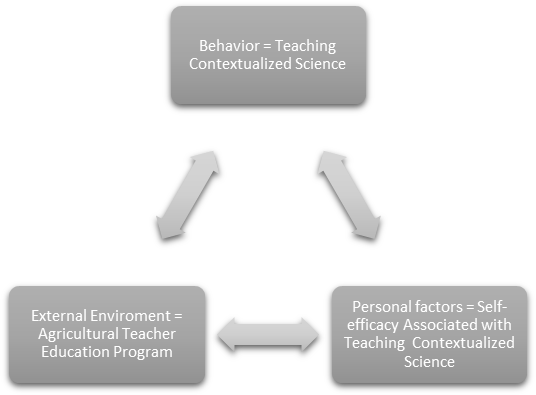 Behavior = Teaching
Contextualized Science
External Enviroment =
Agricultural Teacher
Education Program
Personal factors = Self-
efficacy Associated with
Teaching Contextualized
Science